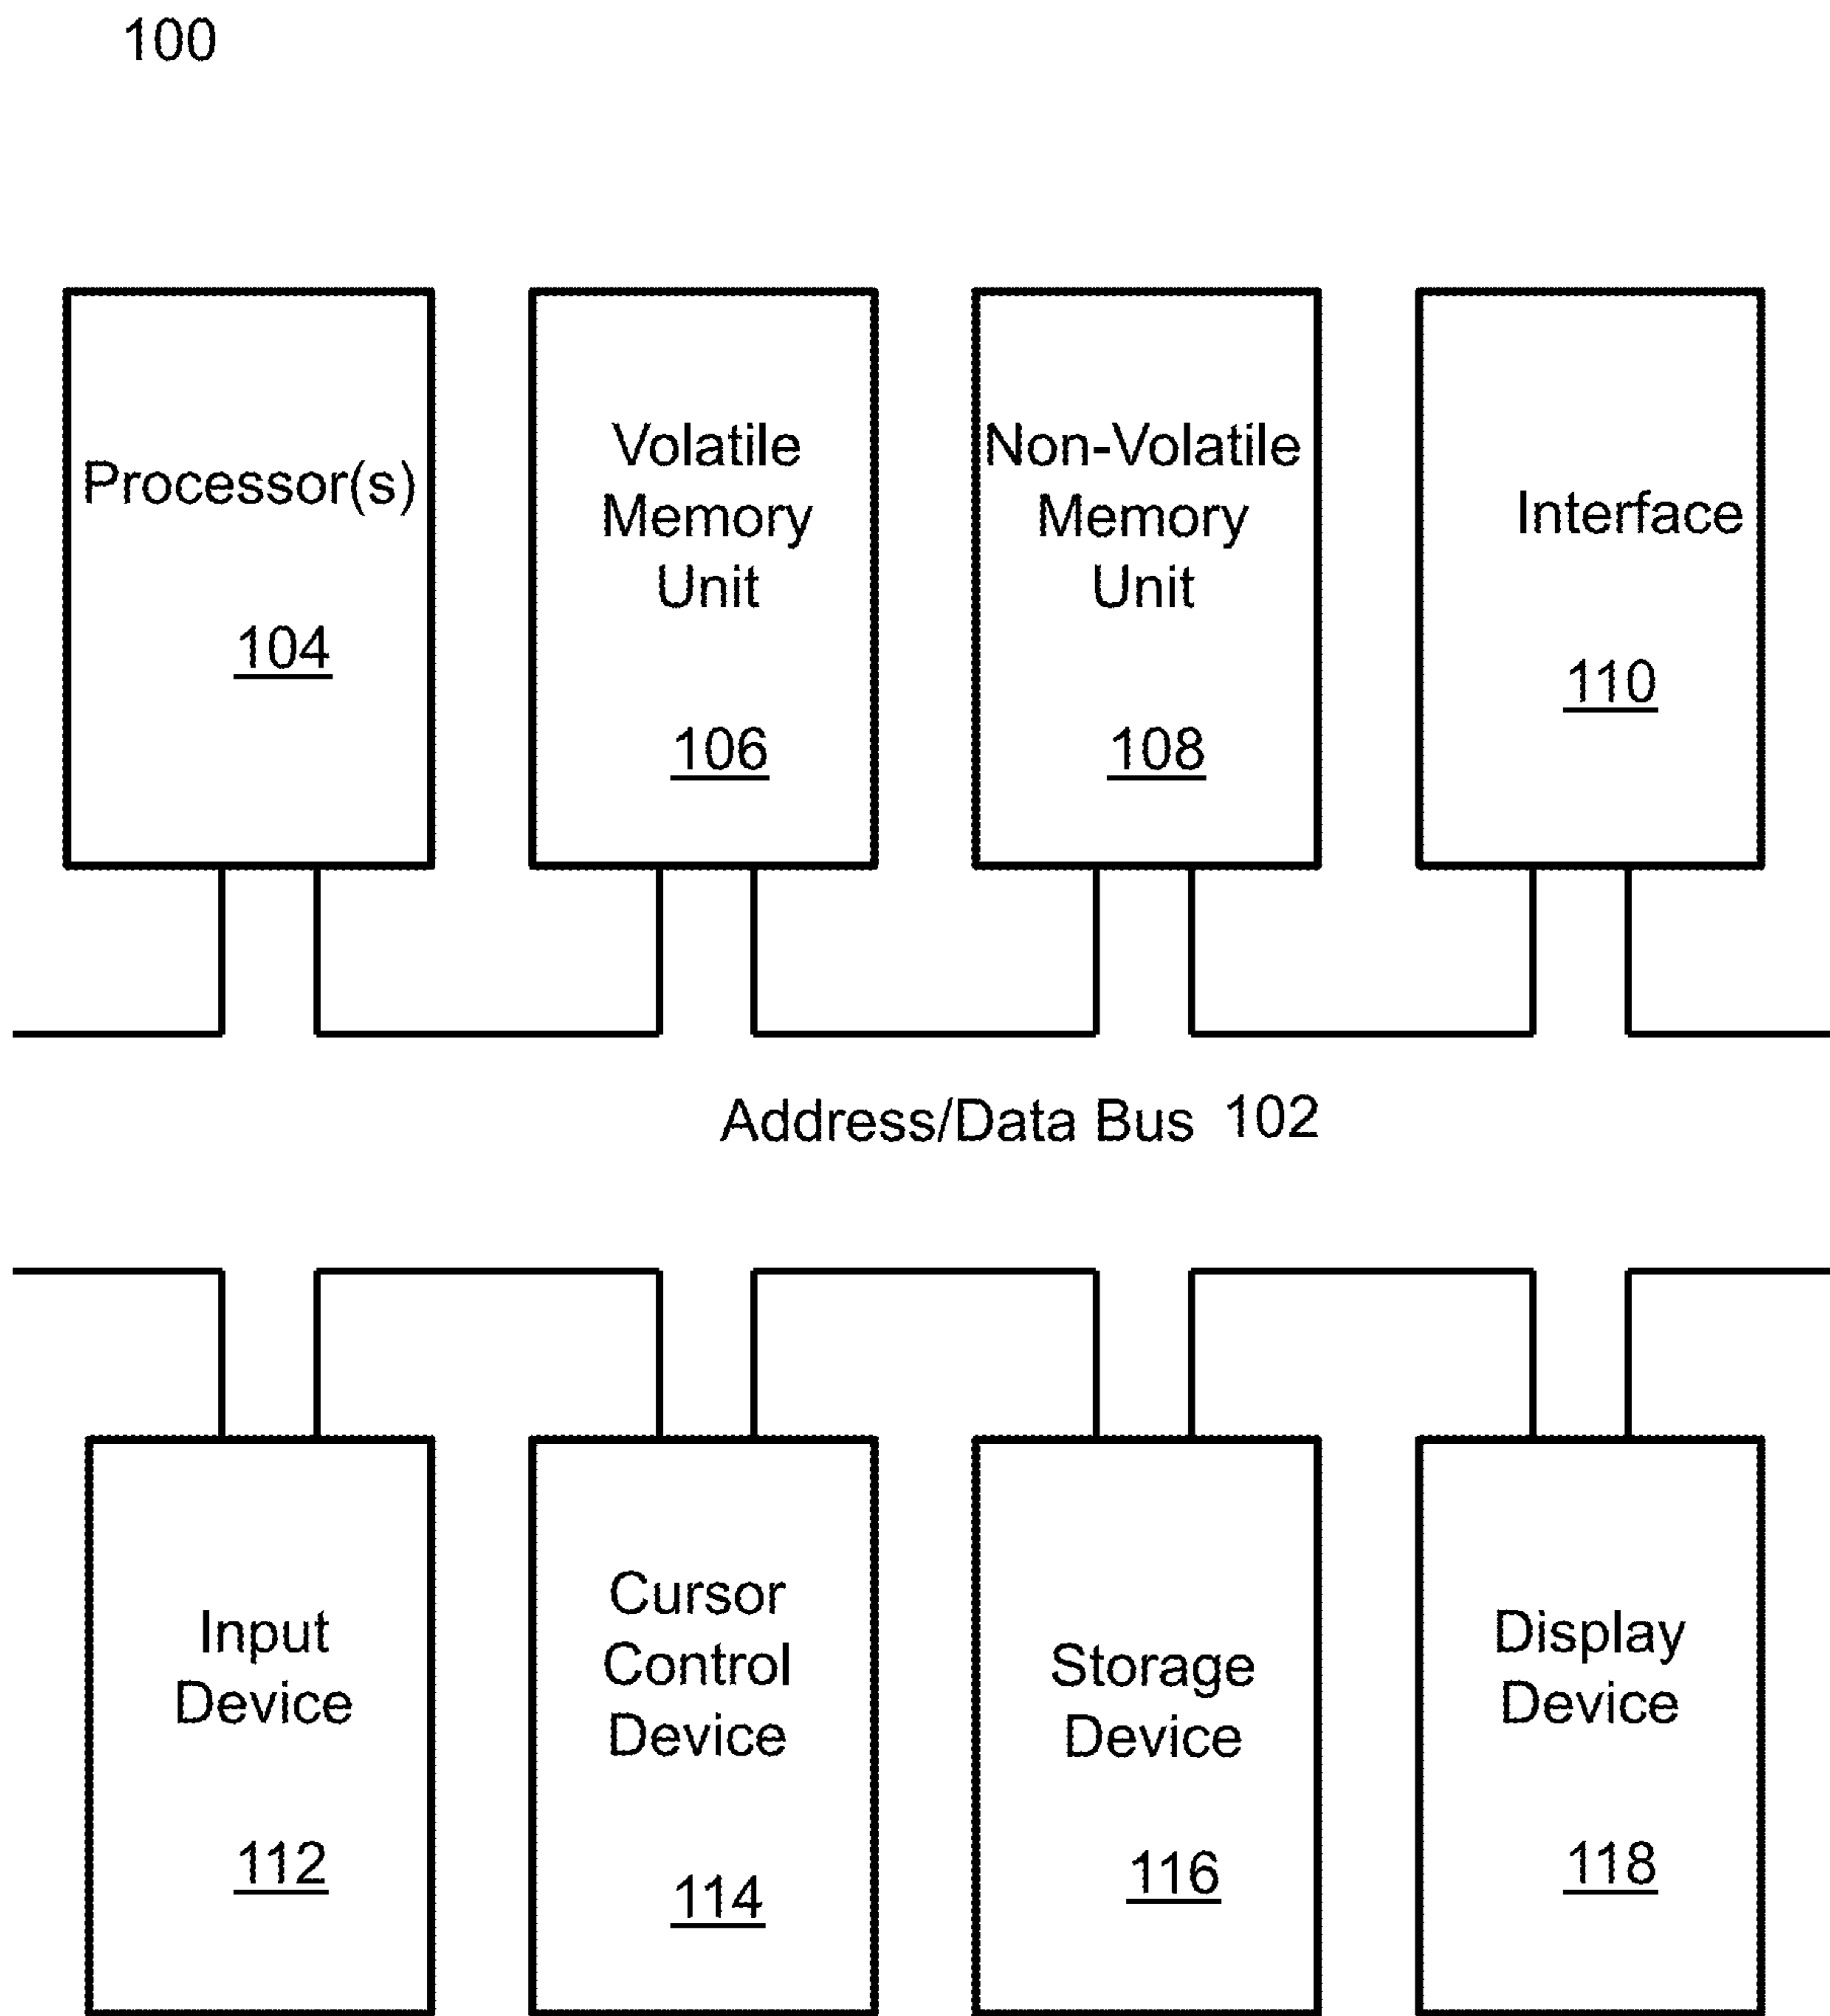 100
Processor(s)
104
Volatile
Memory
Unit
106
Non-Volatile
Memory
Unit
108
Interface
110
Address/Data Bus 102
Input
Device
112
Cursor
Control
Device
114
Storage
Device
116
Display
Device
118